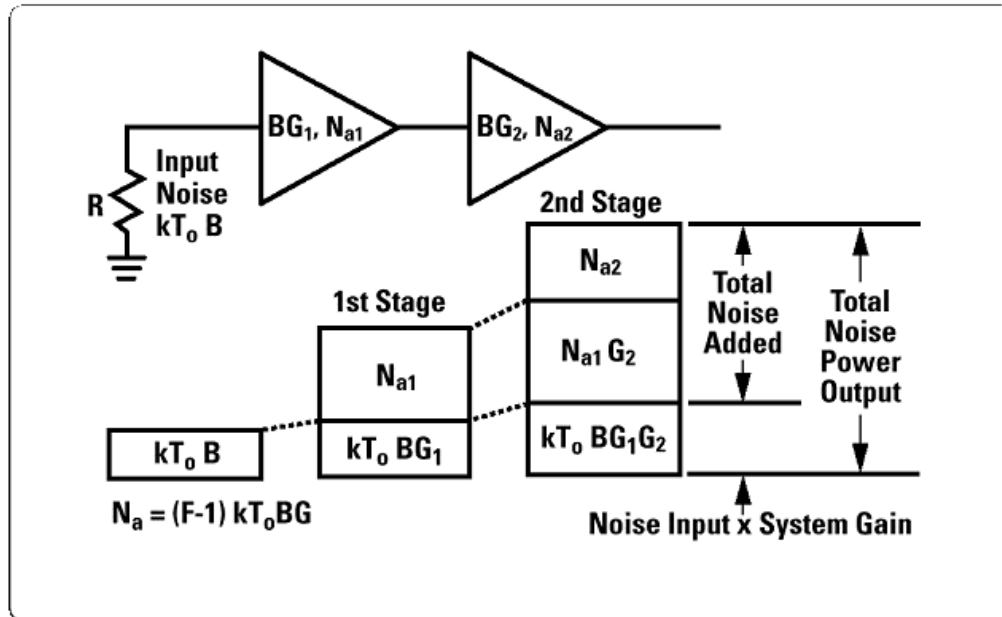 BG₁, Nₐ₁
BG₂, Nₐ₂
Input
Noise
kTₒ B
R
2nd Stage
Nₐ₂
1st Stage
Total
Noise
Added
Total
Noise
Power
Output
Nₐ₁ G₂
Nₐ₁
kTₒ B
kTₒ BG₁
kTₒ BG₁G₂
Nₐ = (F-1) kTₒBG
Noise Input x System Gain